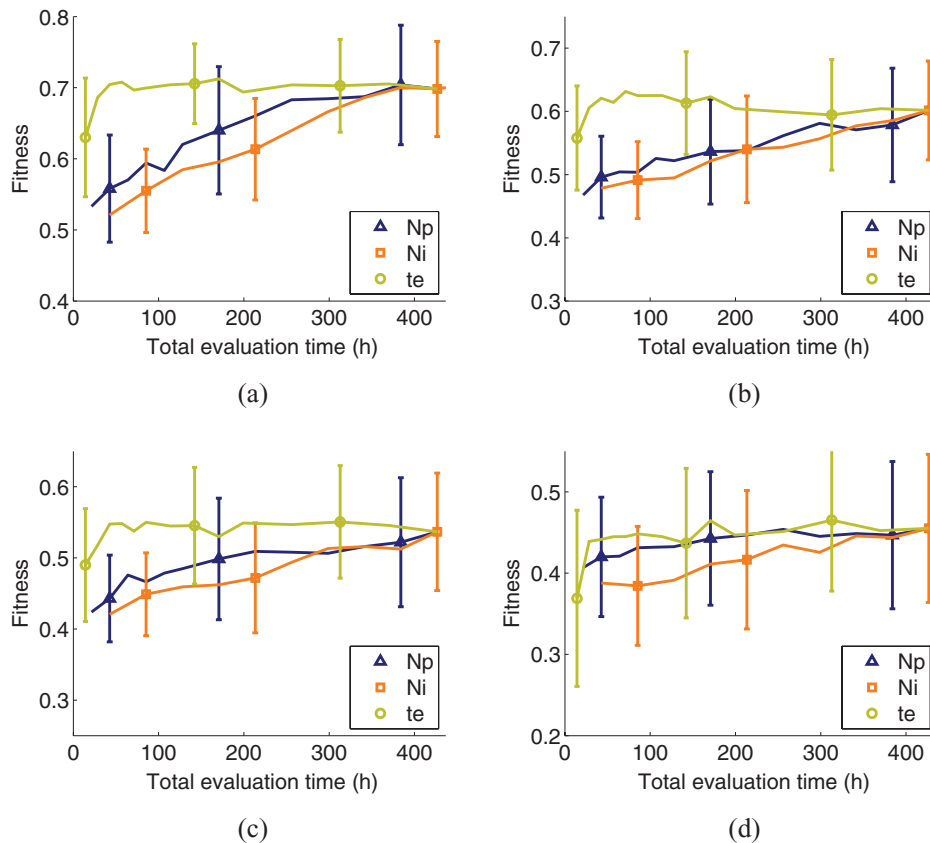 0.8
0.7
0.6
0.5
0.4
Fitness
0 100 200 300 400
Total evaluation time (h)
Np
Ni
te
(a)
0.7
0.6
0.5
0.4
0.3
Fitness
0 100 200 300 400
Total evaluation time (h)
Np
Ni
te
(b)
0.6
0.5
0.4
0.3
Fitness
0 100 200 300 400
Total evaluation time (h)
Np
Ni
te
(c)
0.5
0.4
0.3
0.2
Fitness
0 100 200 300 400
Total evaluation time (h)
Np
Ni
te
(d)